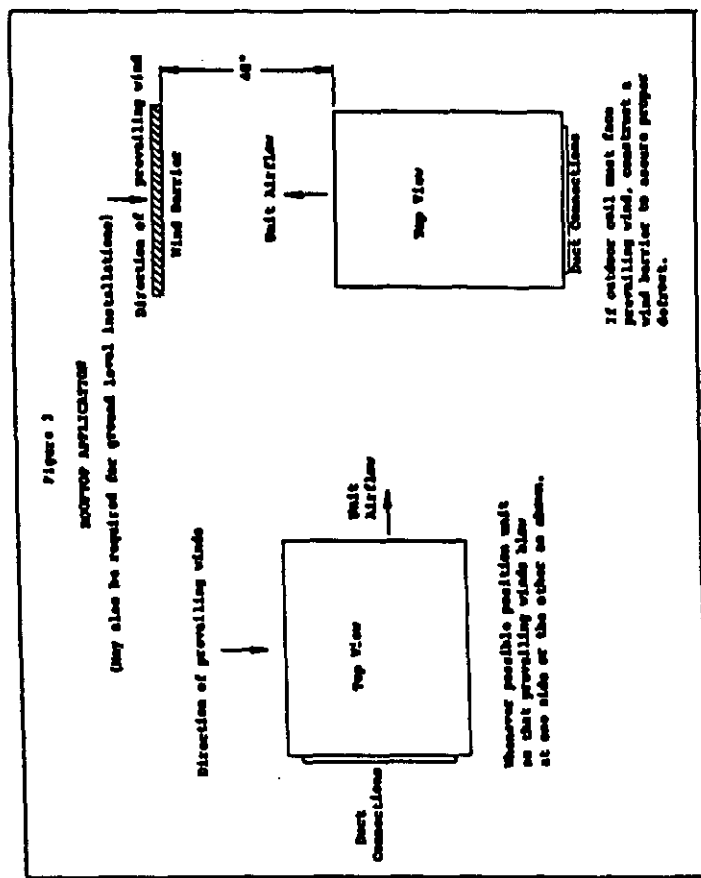 Figure 3
ROOFTOP APPLICATION
(May also be required for ground level installations)
Direction of prevailing winds
Unit
Airflow
Top View
Duct
Connections
Whenever possible position unit
so that prevailing winds blow
at one side or the other as shown.
Direction of prevailing wind
Wind Barrier
Unit Airflow
Top View
Duct Connections
If outdoor coil must face
prevailing wind, construct a
wind barrier to assure proper
defrost.